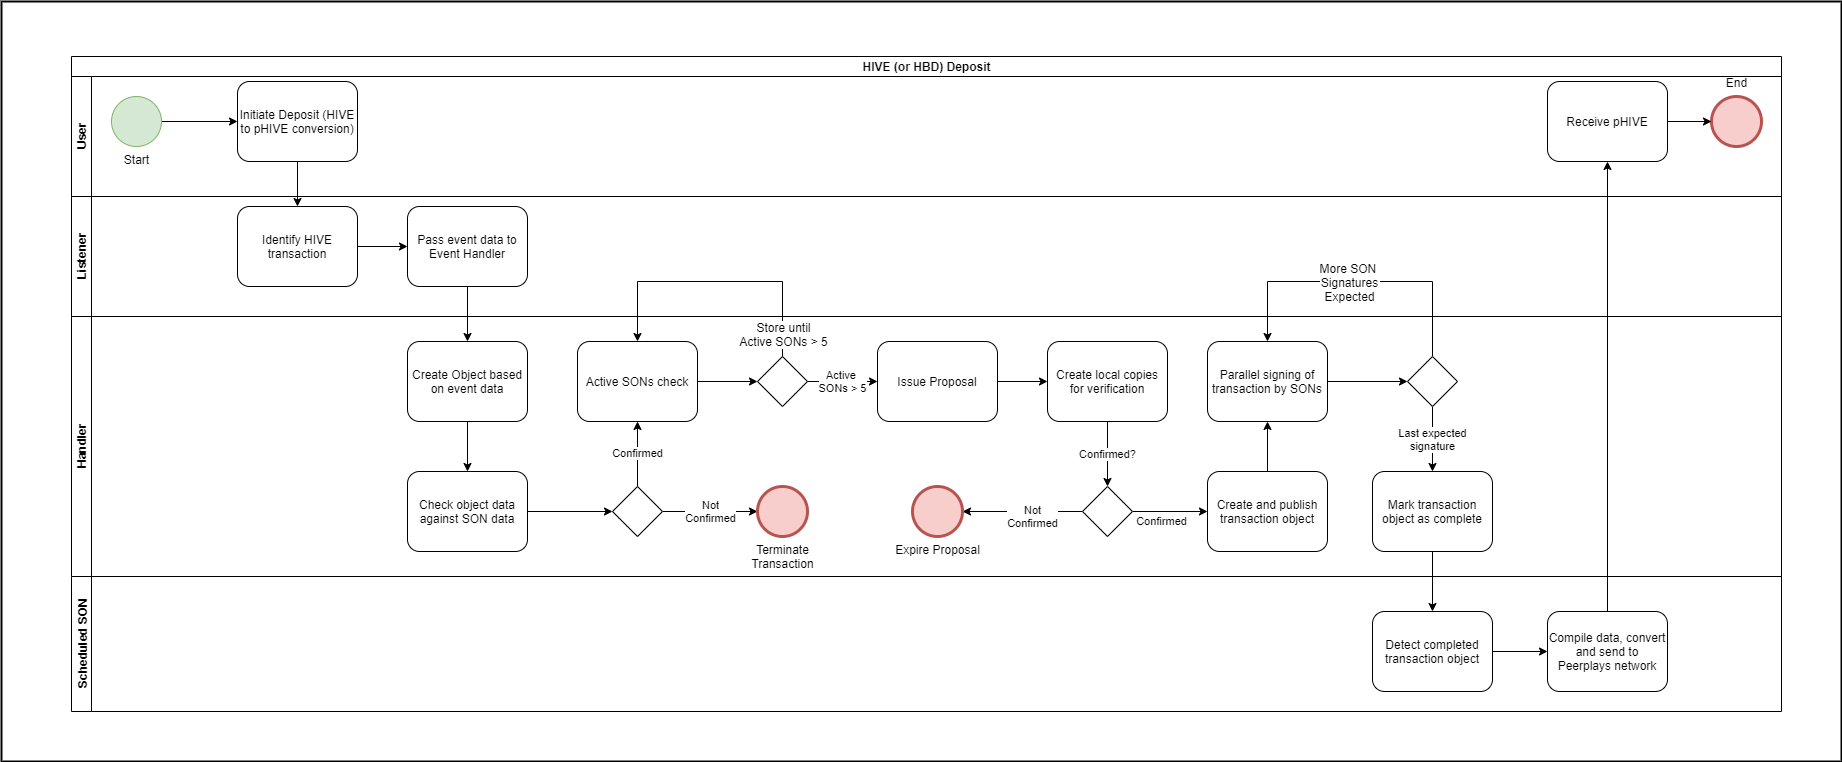 HIVE (or HBD) Deposit
User
Start
Initiate Deposit (HIVE
to pHIVE conversion)
Receive pHIVE
End
Listener
Identify HIVE
transaction
Pass event data to
Event Handler
More SON
Signatures
Expected
Handler
Create Object based
on event data
Active SONs check
Store until
Active SONs > 5
Active
SONs > 5
Issue Proposal
Create local copies
for verification
Parallel signing of
transaction by SONs
Confirmed
Confirmed?
Last expected
signature
Check object data
against SON data
Not
Confirmed
Terminate
Transaction
Expire Proposal
Not
Confirmed
Confirmed
Create and publish
transaction object
Mark transaction
object as complete
Scheduled SON
Detect completed
transaction object
Compile data, convert
and send to
Peerplays network